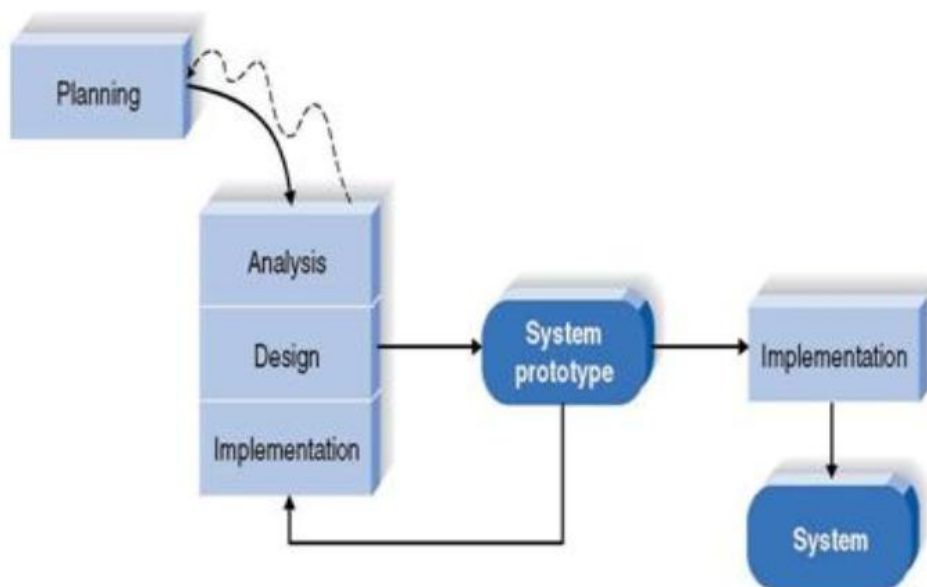 Planning
Analysis
Design
Implementation
System
prototype
Implementation
System